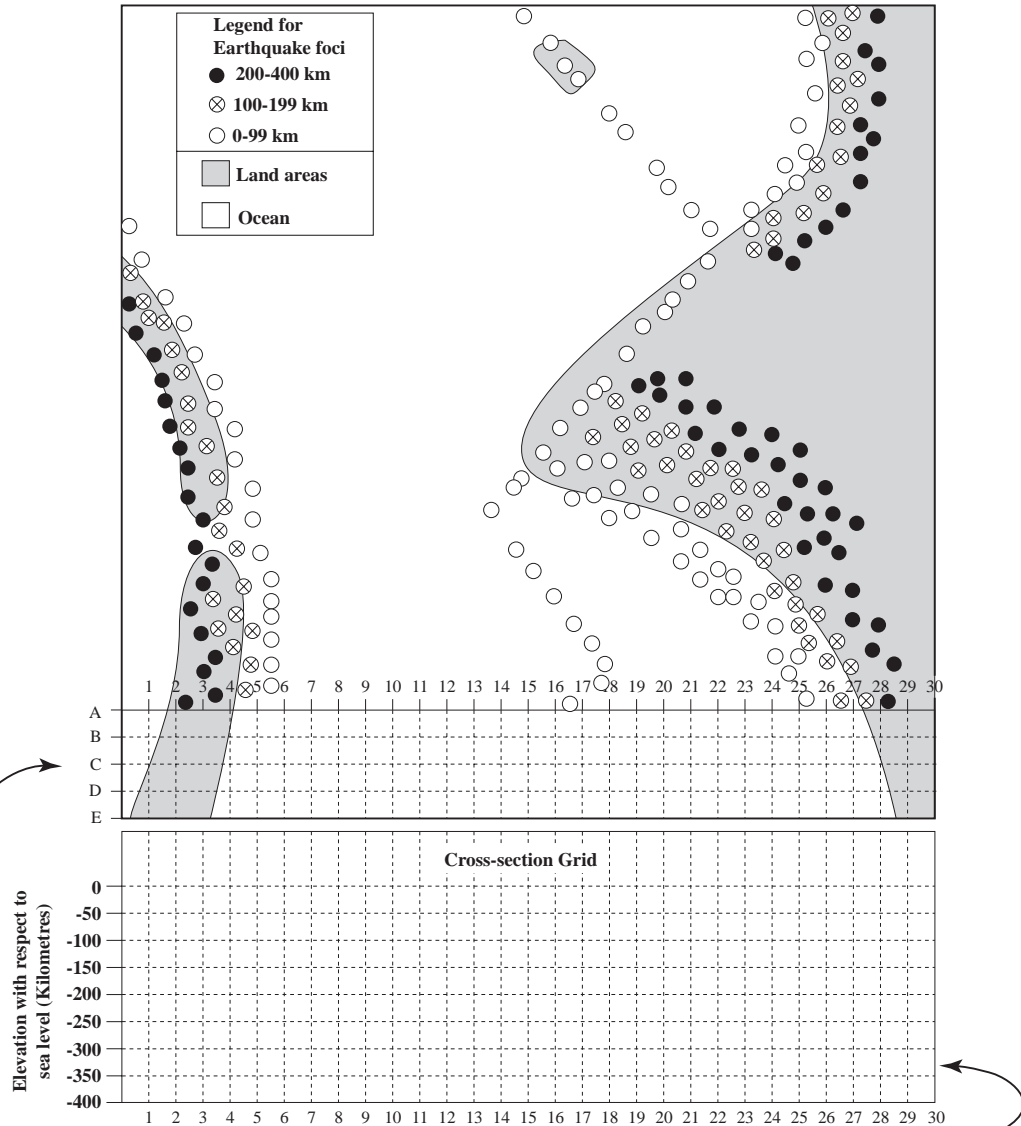 Legend for
Earthquake foci
200-400 km
100-199 km
0-99 km
Land areas
Ocean
1 2 3 4 5 6 7 8 9 10 11 12 13 14 15 16 17 18 19 20 21 22 23 24 25 26 27 28 29 30
A
B
C
D
E
Cross-section Grid
Elevation with respect to
sea level (Kilometres)
0
-50
-100
-150
-200
-250
-300
-350
-400
1 2 3 4 5 6 7 8 9 10 11 12 13 14 15 16 17 18 19 20 21 22 23 24 25 26 27 28 29 30